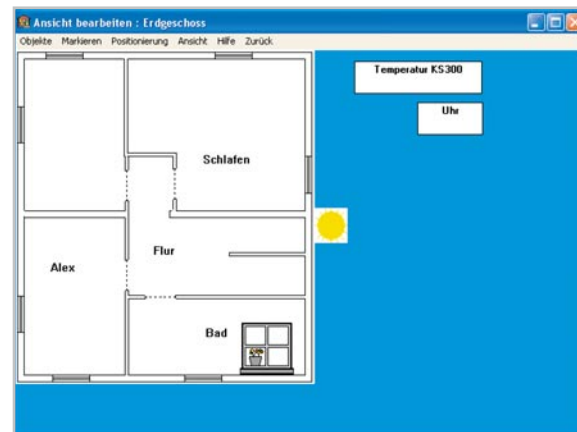 Ansicht bearbeiten : Erdgeschoss
Objekte Markieren Positionierung Ansicht Hilfe Zurück
Temperatur KS300
Uhr
Schlafen
Flur
Alex
Bad